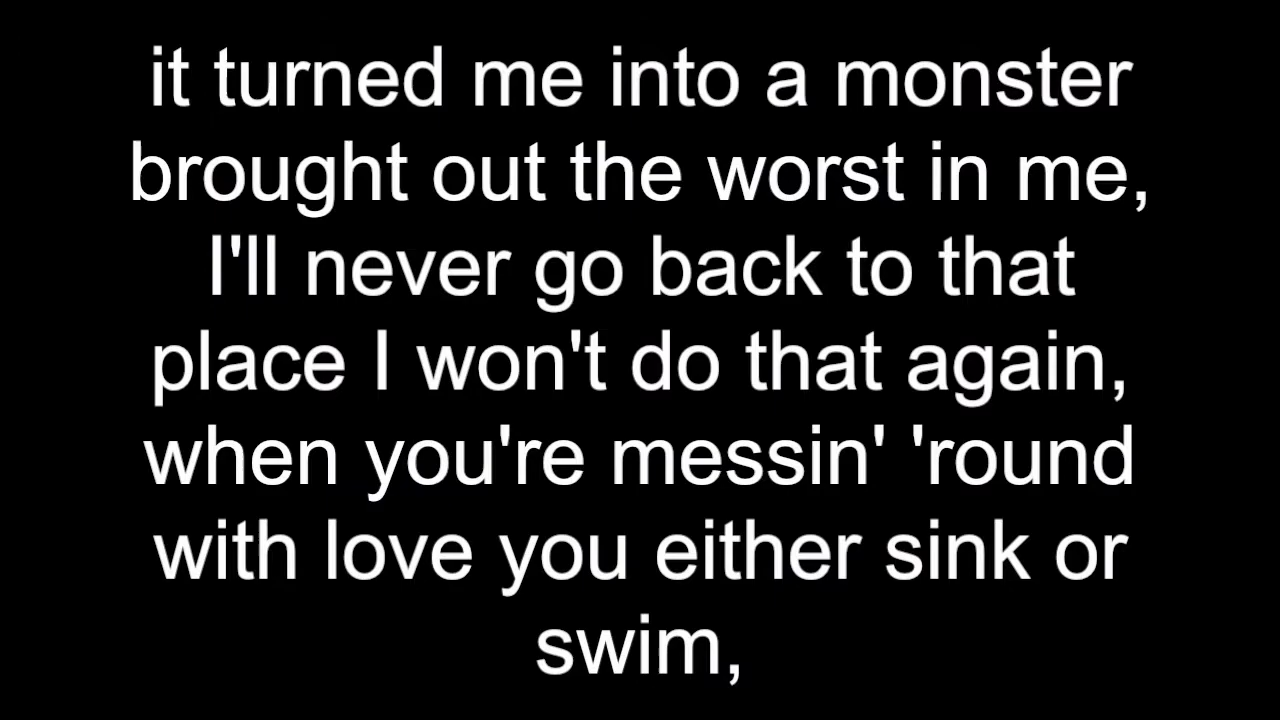 it turned me into a monster
brought out the worst in me,
I'll never go back to that
place I won't do that again,
when you're messin' 'round
with love you either sink or
swim,